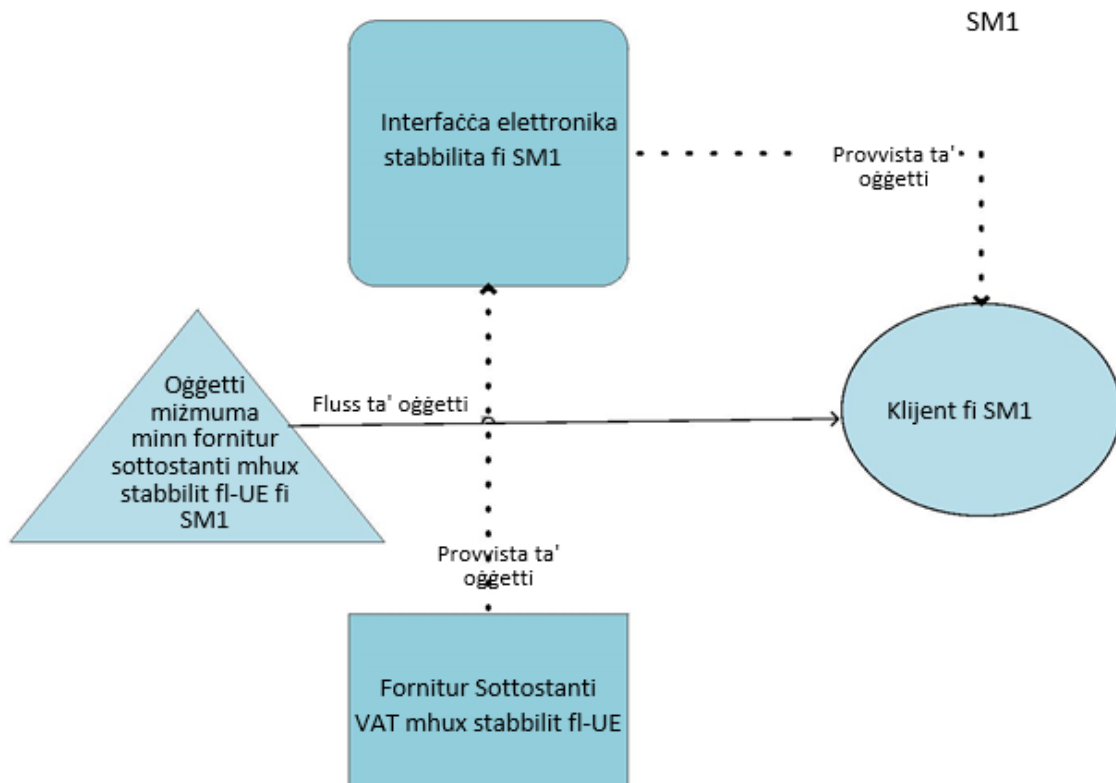 SM1
Interfaċċa elettronika
stabbilita fi SM1
Provvista ta'
oġġetti
Oġġetti
miżmuma
minn fornitur
sottostanti mhux
stabbilit fl-UE fi
SM1
Fluss ta' oġġetti
Klijent fi SM1
Provvista ta'
oġġetti
Fornitur Sottostanti
VAT mhux stabbilit fl-UE